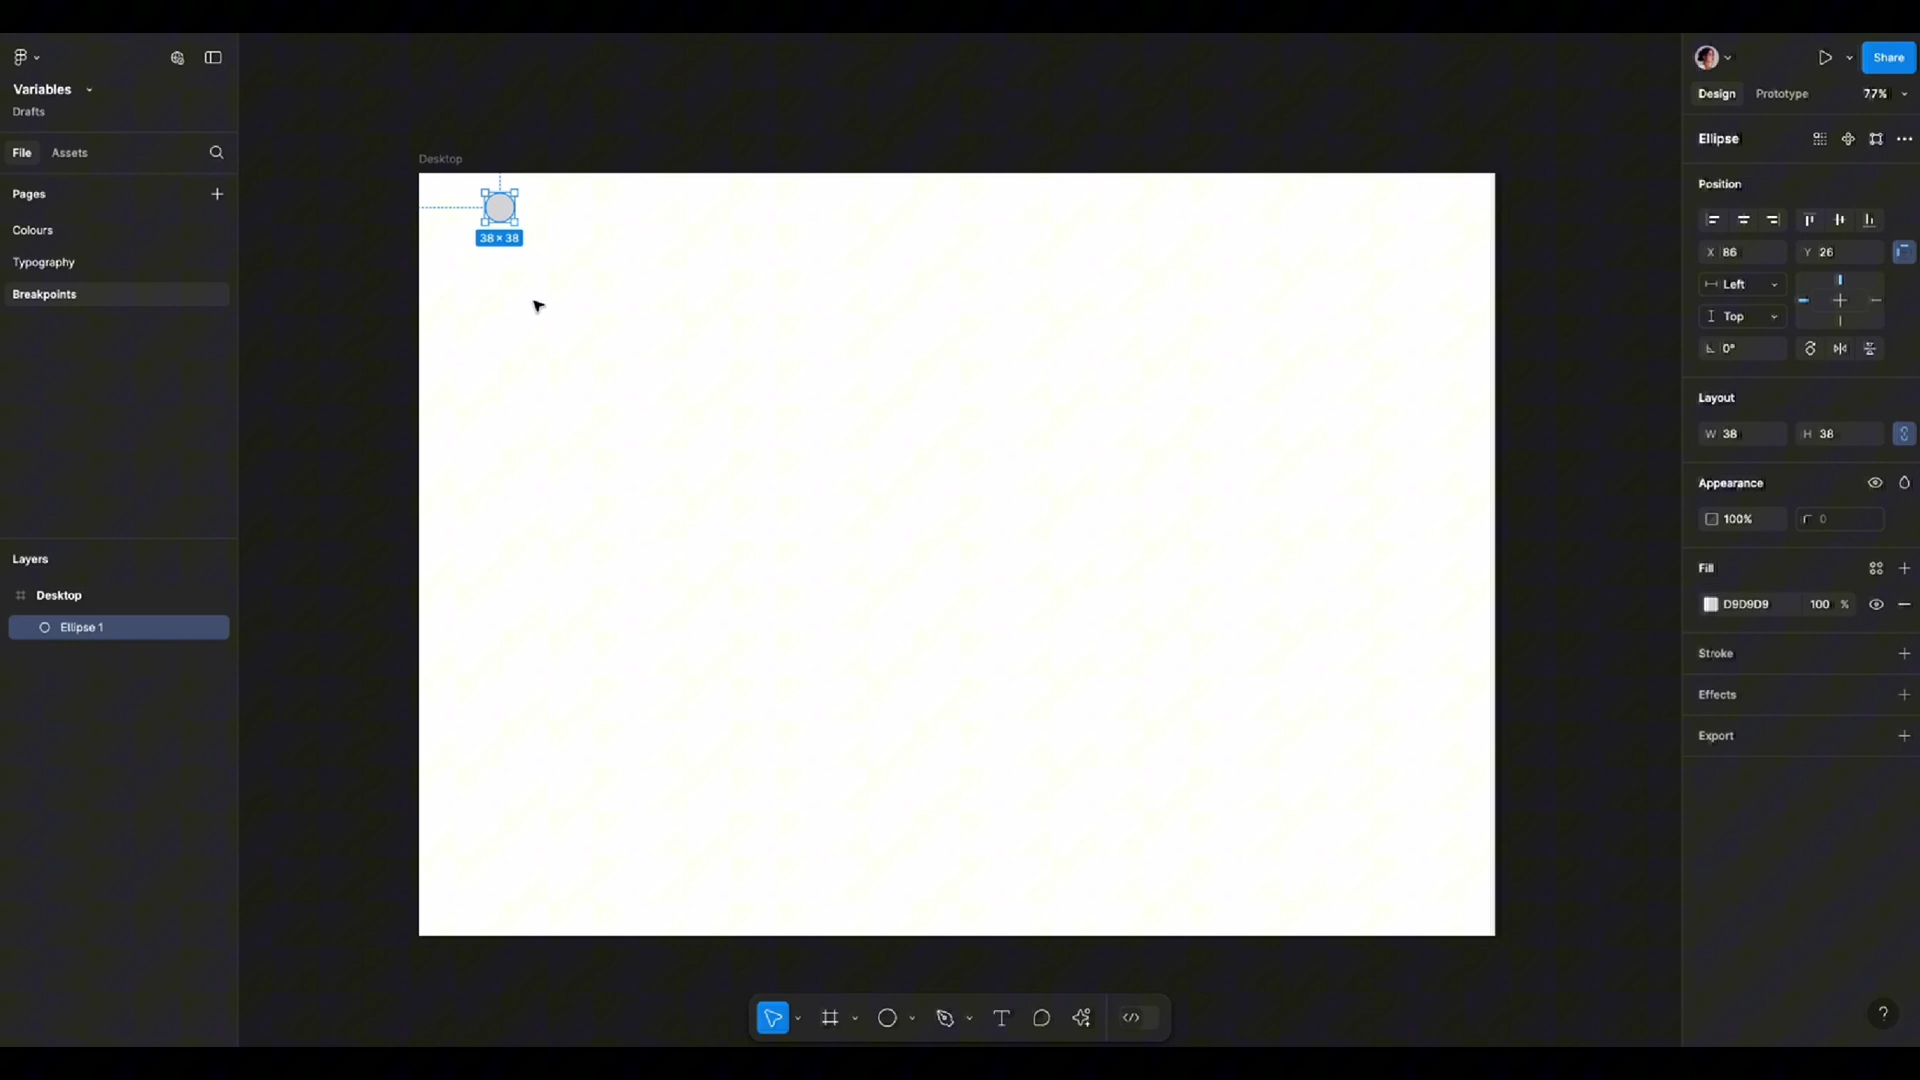 Variables
Drafts
File Assets
Pages
Colours
Typography
Breakpoints
Layers
Desktop
Ellipse 1
Desktop
38 × 38
Share
Design Prototype 77%
Ellipse
Position
X 86 Y 26
Left
Top
0°
Layout
W 38 H 38
Appearance
100% 0
Fill
D9D9D9 100 %
Stroke
Effects
Export
?